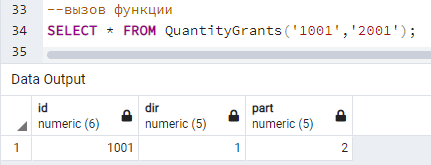 33 --вызов функции
34 SELECT * FROM QuantityGrants('1001','2001');
35
Data Output
id dir part
numeric (6) numeric (5) numeric (5)
1 1001 1 2